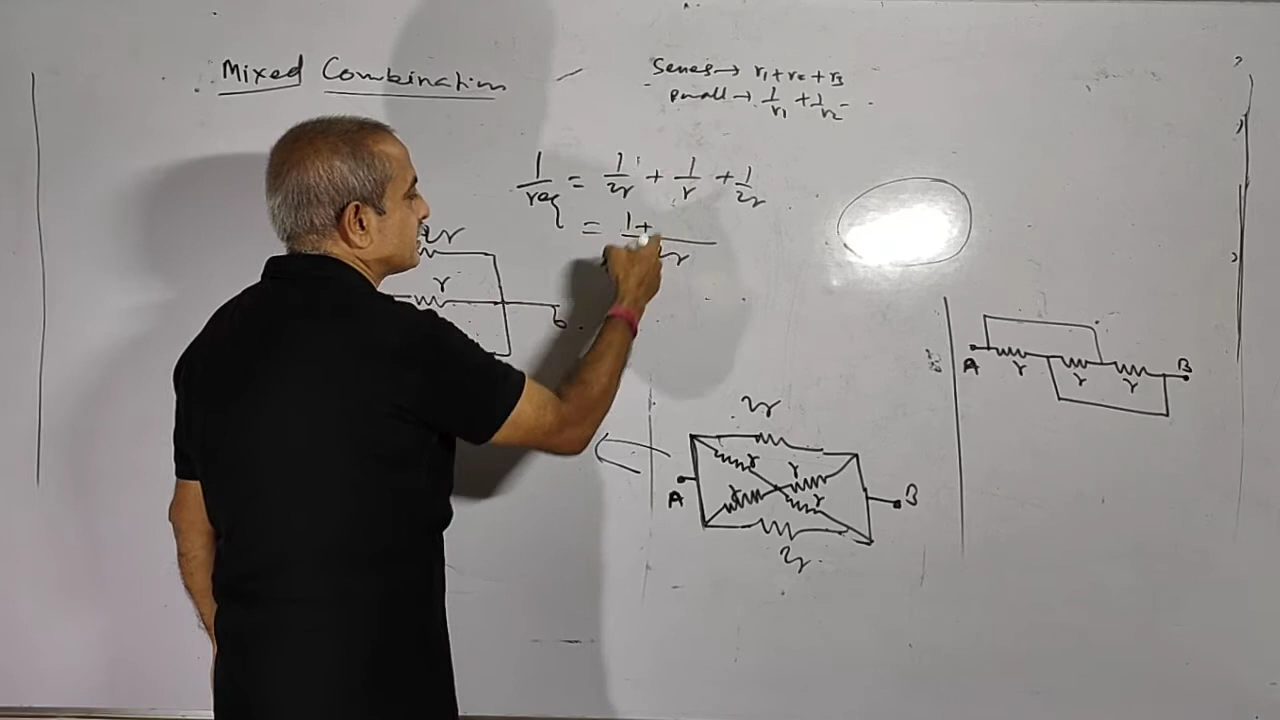 Mixed Combination
Series → r1 + r2 + r3
Parall → 1/r1 + 1/r2
1/req = 1/2r + 1/r + 1/2r
= 1+ / 2r
2r
r
b
2r
r r
r r
A B
2r
A r r r B